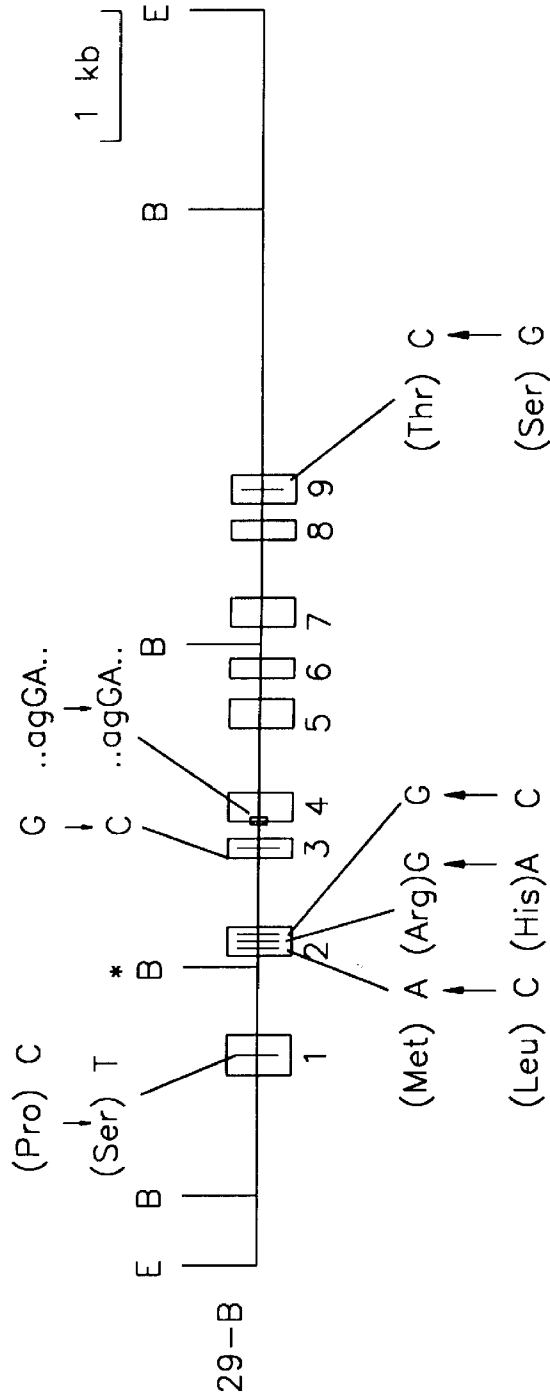 29-B
E
B
* B
B
B
E
1 kb
(Pro) C
(Ser) T
G
C
..agGA..
..agGA..
1
2
3
4
5
6
7
8
9
(Met) A
(Leu) C
(Arg) G
(His) A
G
C
(Thr) C
(Ser) G